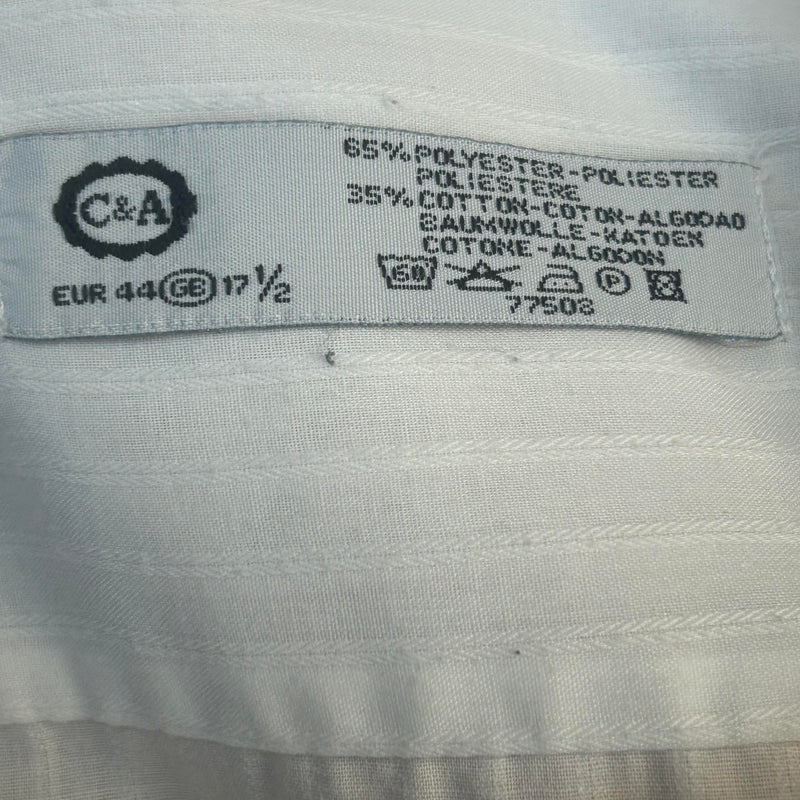 C&A
EUR 44 GB 17 1/2
65% POLYESTER-POLIESTER
POLIESTERE
35% COTTON-COTON-ALGODAO
BAUMWOLLE-KATOEN
COTONE-ALGODON
60 P
77503